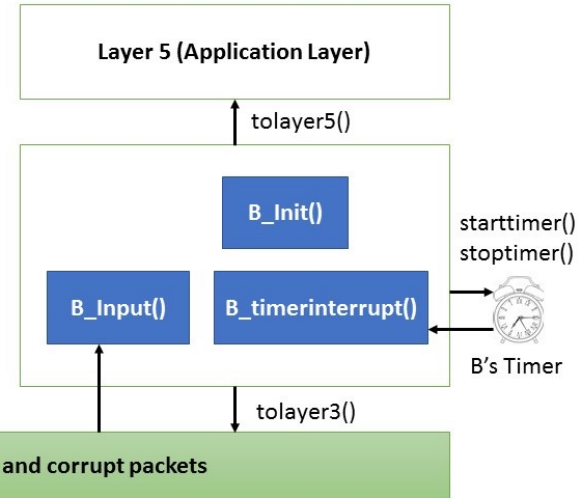 Layer 5 (Application Layer)
tolayer5()
B_Init()
starttimer()
stoptimer()
B_Input()
B_timerinterrupt()
B's Timer
tolayer3()
and corrupt packets